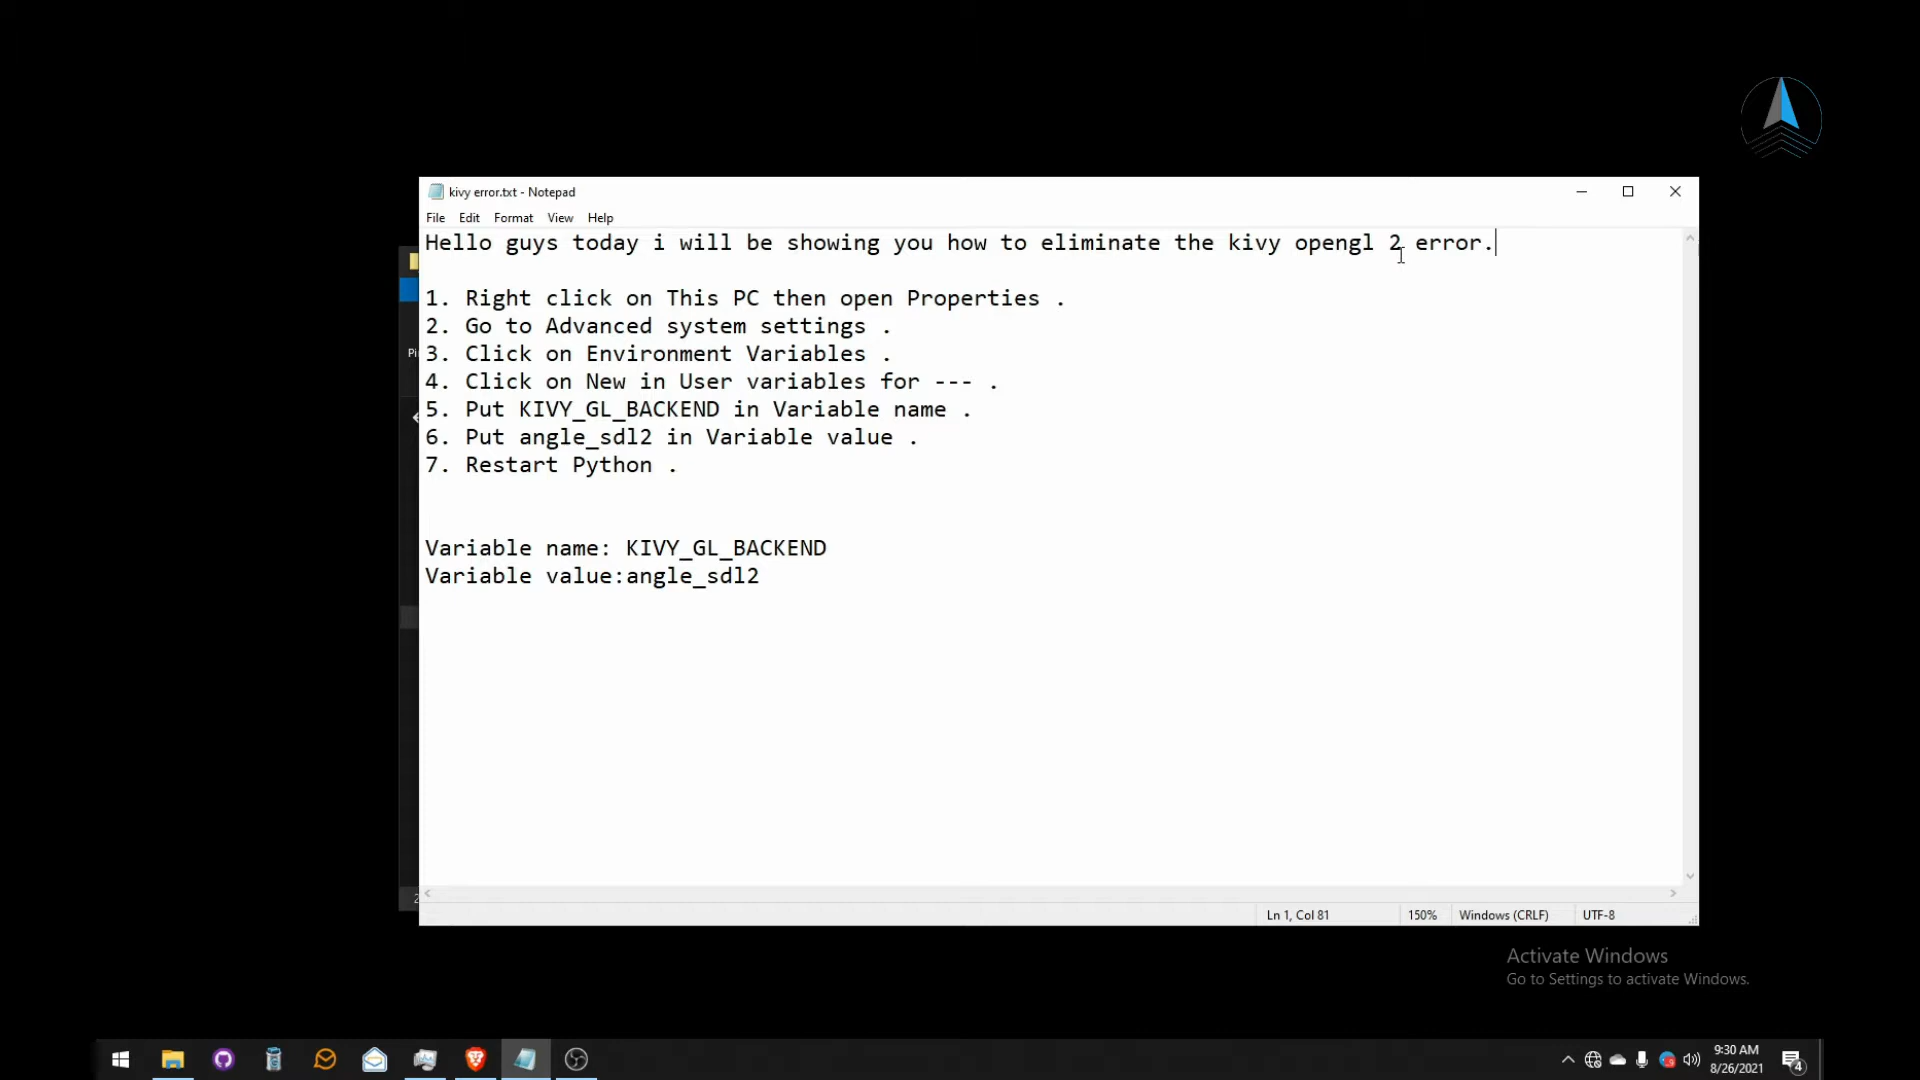 kivy error.txt - Notepad
File Edit Format View Help
Hello guys today i will be showing you how to eliminate the kivy opengl 2 error.
1. Right click on This PC then open Properties .
2. Go to Advanced system settings .
3. Click on Environment Variables .
4. Click on New in User variables for --- .
5. Put KIVY_GL_BACKEND in Variable name .
6. Put angle_sdl2 in Variable value .
7. Restart Python .
Variable name: KIVY_GL_BACKEND
Variable value:angle_sdl2
Ln 1, Col 81 150% Windows (CRLF) UTF-8
Activate Windows
Go to Settings to activate Windows.
9:30 AM
8/26/2021
4